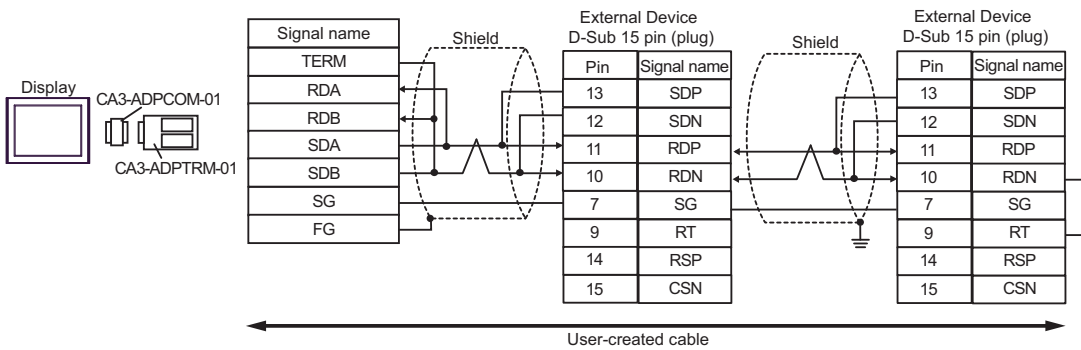 Display
CA3-ADPCOM-01
CA3-ADPTRM-01
Signal name
TERM
RDA
RDB
SDA
SDB
SG
FG
Shield
External Device
D-Sub 15 pin (plug)
Pin Signal name
13 SDP
12 SDN
11 RDP
10 RDN
7 SG
9 RT
14 RSP
15 CSN
Shield
External Device
D-Sub 15 pin (plug)
Pin Signal name
13 SDP
12 SDN
11 RDP
10 RDN
7 SG
9 RT
14 RSP
15 CSN
User-created cable